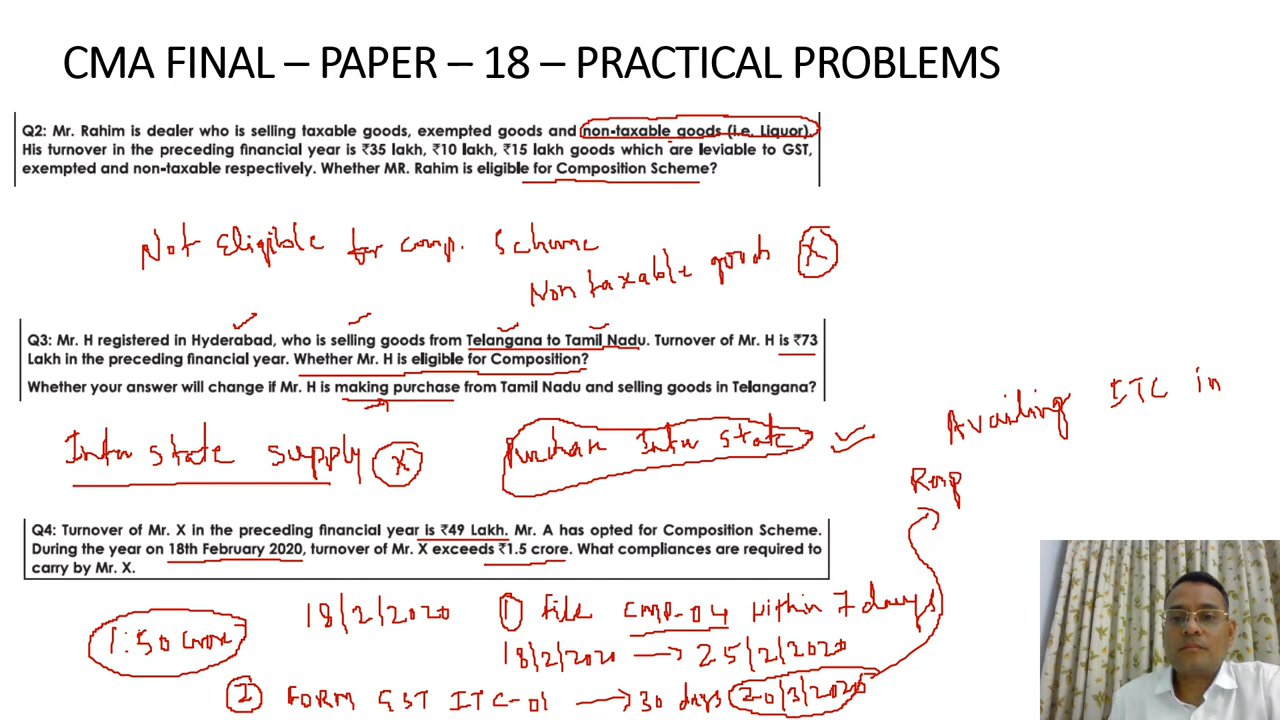 CMA FINAL – PAPER – 18 – PRACTICAL PROBLEMS
Q2: Mr. Rahim is dealer who is selling taxable goods, exempted goods and non-taxable goods (i.e. Liquor).
His turnover in the preceding financial year is ₹35 lakh, ₹10 lakh, ₹15 lakh goods which are leviable to GST,
exempted and non-taxable respectively. Whether MR. Rahim is eligible for Composition Scheme?
Not Eligible for comp. Scheme
Non taxable goods X
Q3: Mr. H registered in Hyderabad, who is selling goods from Telangana to Tamil Nadu. Turnover of Mr. H is ₹73
Lakh in the preceding financial year. Whether Mr. H is eligible for Composition?
Whether your answer will change if Mr. H is making purchase from Tamil Nadu and selling goods in Telangana?
Inter state supply X
Purchase Inter state
Availing ITC in
Q4: Turnover of Mr. X in the preceding financial year is ₹49 Lakh. Mr. A has opted for Composition Scheme.
During the year on 18th February 2020, turnover of Mr. X exceeds ₹1.5 crore. What compliances are required to
carry by Mr. X.
1.50 crore
18/2/2020
① File CMP-04 within 7 days
18/2/2020 → 25/2/2020
② FORM GST ITC-01 → 30 days 20/3/2020